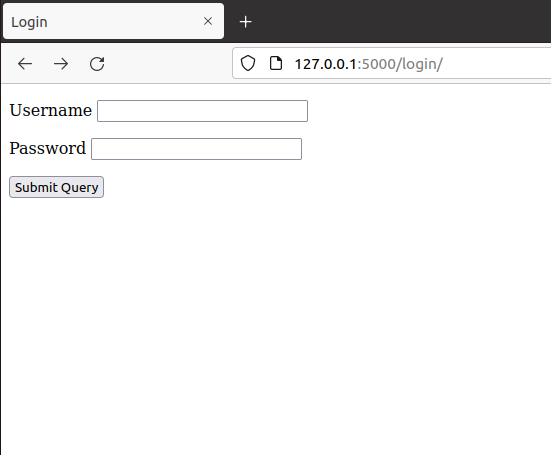 Login
127.0.0.1:5000/login/
Username
Password
Submit Query